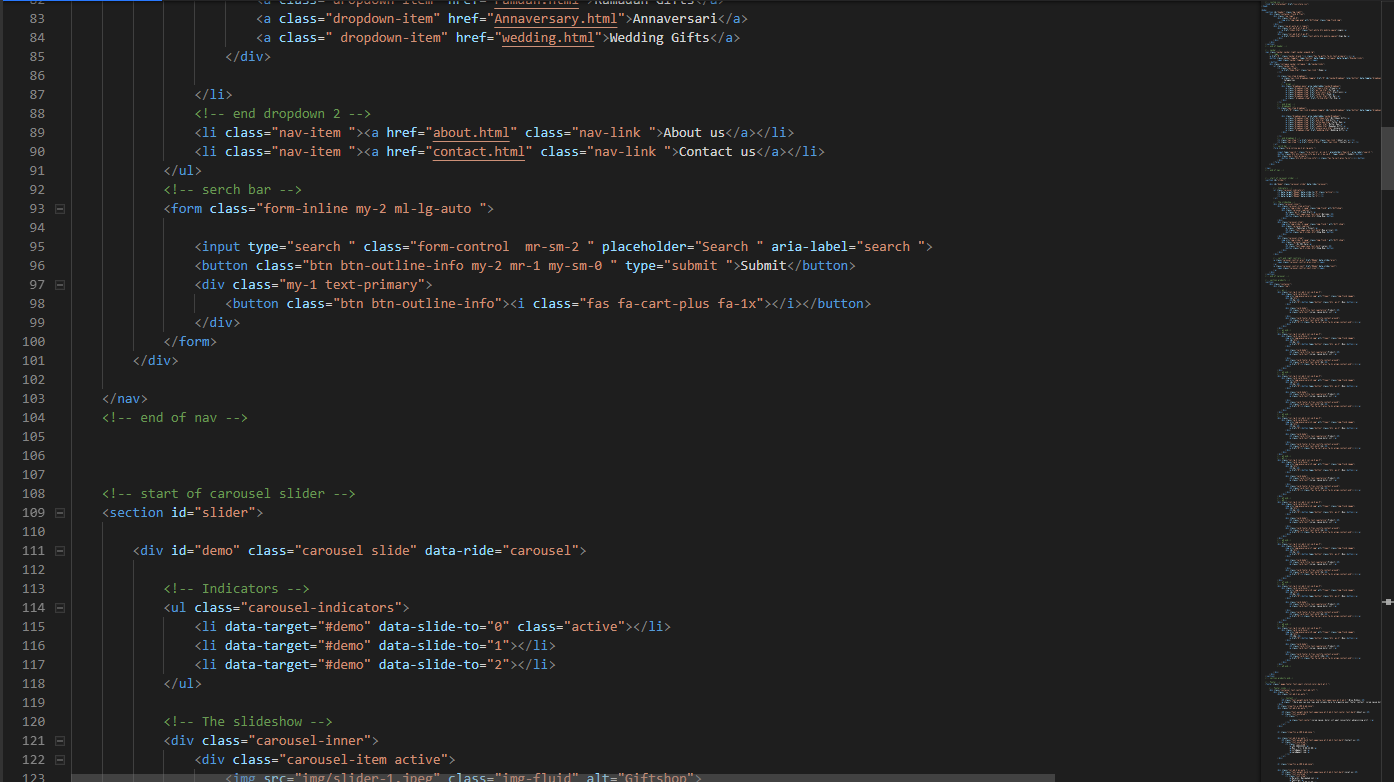 82 <a class=" dropdown-item" href="ramdan.html">Ramadan Gifts</a>
83 <a class="dropdown-item" href="Annaversary.html">Annaversari</a>
84 <a class=" dropdown-item" href="wedding.html">Wedding Gifts</a>
85 </div>
86
87 </li>
88 <!-- end dropdown 2 -->
89 <li class="nav-item "><a href="about.html" class="nav-link ">About us</a></li>
90 <li class="nav-item "><a href="contact.html" class="nav-link ">Contact us</a></li>
91 </ul>
92 <!-- serch bar -->
93 <form class="form-inline my-2 ml-lg-auto ">
94
95 <input type="search " class="form-control  mr-sm-2 " placeholder="Search " aria-label="search ">
96 <button class="btn btn-outline-info my-2 mr-1 my-sm-0 " type="submit ">Submit</button>
97 <div class="my-1 text-primary">
98 <button class="btn btn-outline-info"><i class="fas fa-cart-plus fa-1x"></i></button>
99 </div>
100 </form>
101 </div>
102
103 </nav>
104 <!-- end of nav -->
105
106
107
108 <!-- start of carousel slider -->
109 <section id="slider">
110
111 <div id="demo" class="carousel slide" data-ride="carousel">
112
113 <!-- Indicators -->
114 <ul class="carousel-indicators">
115 <li data-target="#demo" data-slide-to="0" class="active"></li>
116 <li data-target="#demo" data-slide-to="1"></li>
117 <li data-target="#demo" data-slide-to="2"></li>
118 </ul>
119
120 <!-- The slideshow -->
121 <div class="carousel-inner">
122 <div class="carousel-item active">
123 <img src="img/slider-1.jpeg" class="img-fluid" alt="Giftshop">